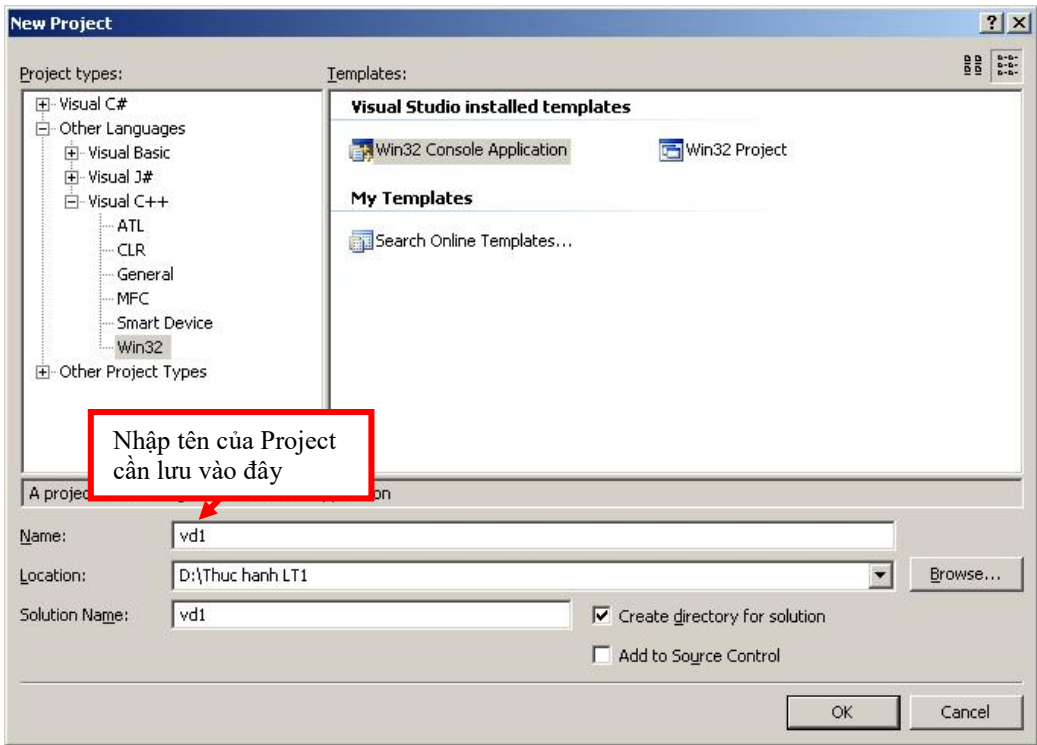 New Project
Project types:
Templates:
Visual C#
Other Languages
Visual Basic
Visual J#
Visual C++
ATL
CLR
General
MFC
Smart Device
Win32
Other Project Types
Visual Studio installed templates
Win32 Console Application
Win32 Project
My Templates
Search Online Templates...
Nhập tên của Project
cần lưu vào đây
A projec
on
Name:
vd1
Location:
D:\Thuc hanh LT1
Browse...
Solution Name:
vd1
Create directory for solution
Add to Source Control
OK
Cancel